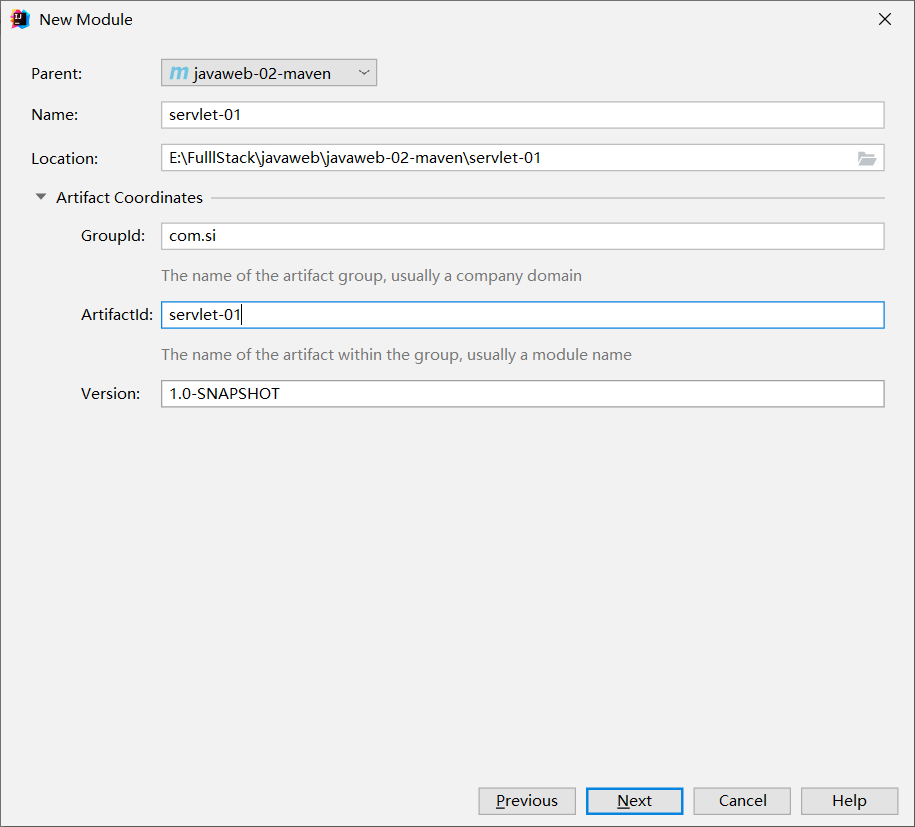 New Module
Parent: javaweb-02-maven
Name: servlet-01
Location: E:\FulllStack\javaweb\javaweb-02-maven\servlet-01
Artifact Coordinates
GroupId: com.si
The name of the artifact group, usually a company domain
ArtifactId: servlet-01
The name of the artifact within the group, usually a module name
Version: 1.0-SNAPSHOT
Previous Next Cancel Help